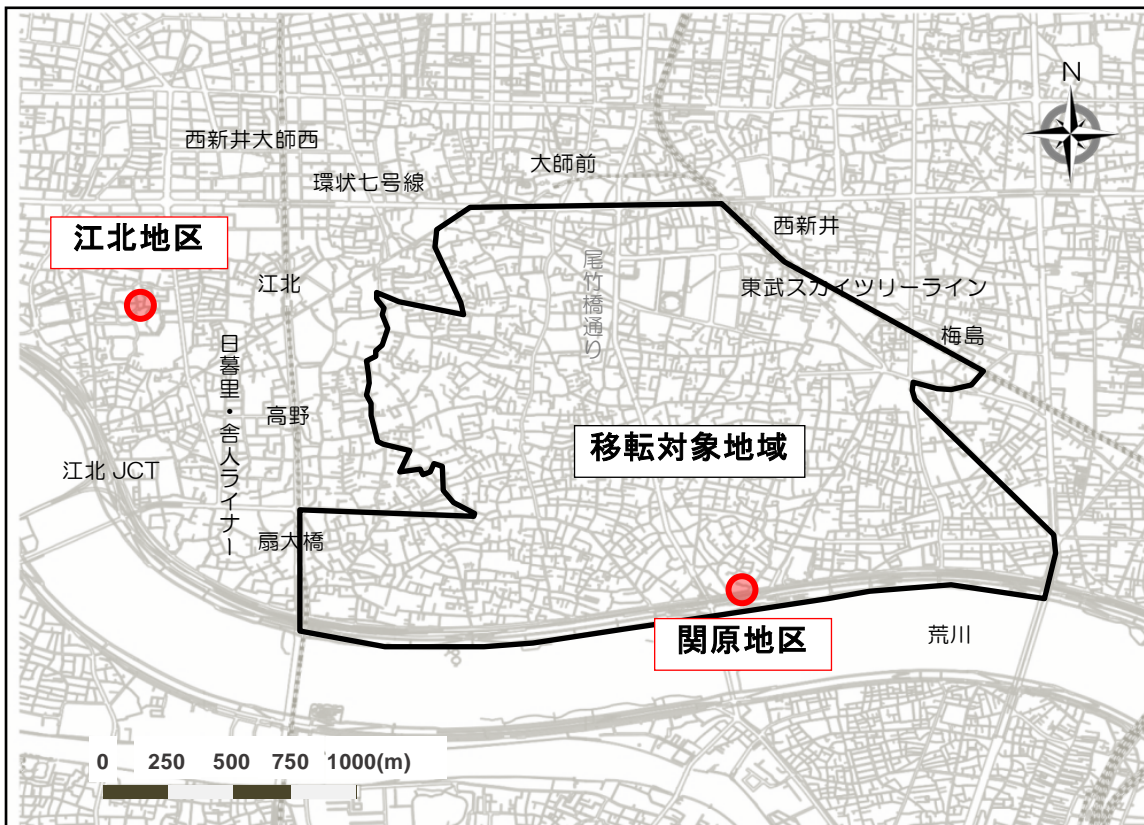 N
西新井大師西
大師前
環状七号線
西新井
江北地区
江北
尾竹橋通り
東武スカイツリーライン
梅島
日暮里・舎人ライナー
高野
移転対象地域
江北 JCT
扇大橋
関原地区
荒川
0 250 500 750 1000(m)